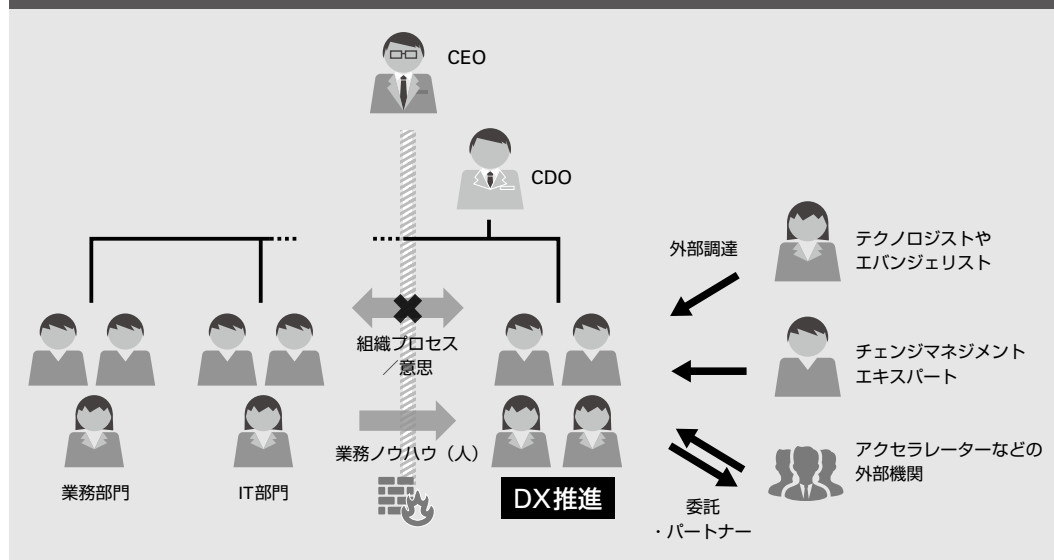 CEO
CDO
外部調達
テクノロジストや
エバンジェリスト
組織プロセス
／意思
チェンジマネジメント
エキスパート
業務ノウハウ（人）
アクセラレーターなどの
外部機関
業務部門
IT部門
DX推進
委託
・パートナー